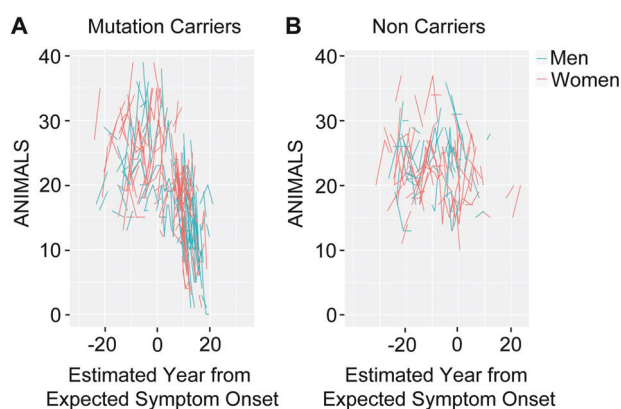 A Mutation Carriers
B Non Carriers
Men
Women
ANIMALS
40
30
20
10
0
-20 0 20
Estimated Year from
Expected Symptom Onset
ANIMALS
40
30
20
10
0
-20 0 20
Estimated Year from
Expected Symptom Onset